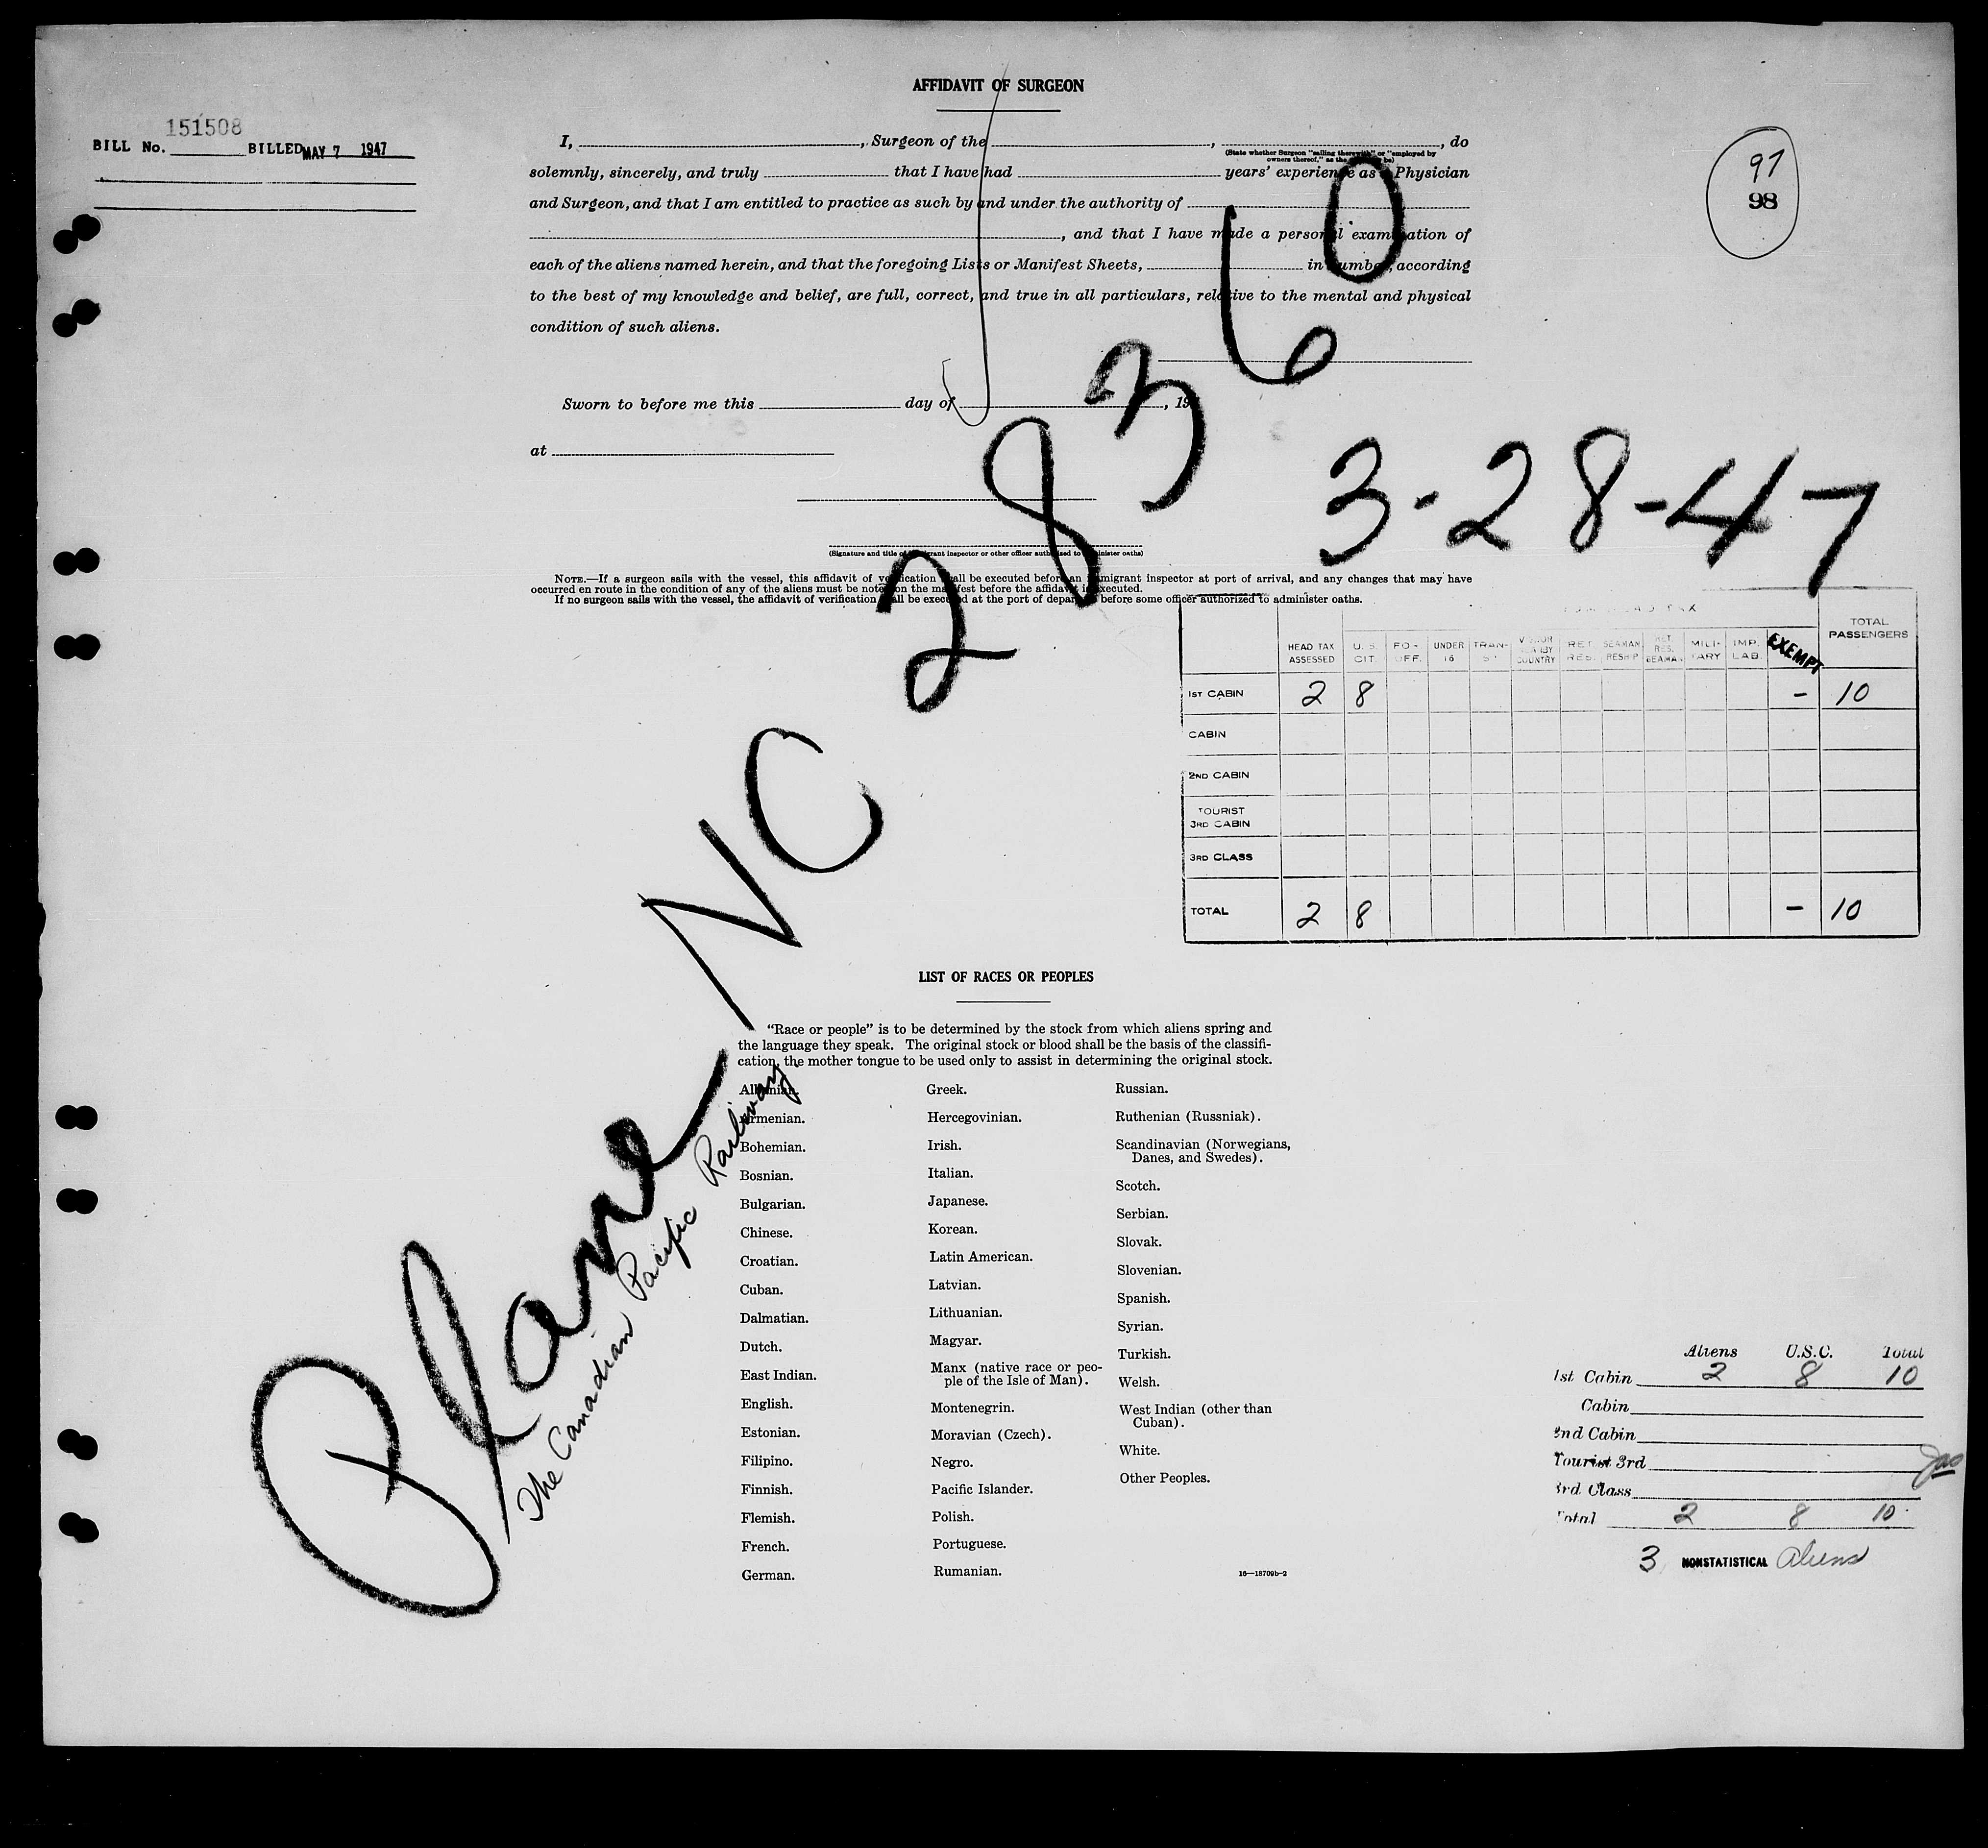 AFFIDAVIT OF SURGEON
151508
BILL No. BILLED MAY 7 1947
97
98
I, , Surgeon of the , , do
(State whether Surgeon "sailing therewith" or "employed by
owners thereof," as the be)
solemnly, sincerely, and truly that I have had years' experience as Physician
and Surgeon, and that I am entitled to practice as such by and under the authority of
, and that I have made a personal examination of
each of the aliens named herein, and that the foregoing Lists or Manifest Sheets, in number, according
to the best of my knowledge and belief, are full, correct, and true in all particulars, relative to the mental and physical
condition of such aliens.
Sworn to before me this day of , 19
at
(Signature and title of immigrant inspector or other officer authorized to administer oaths)
NOTE.—If a surgeon sails with the vessel, this affidavit of verification shall be executed before an immigrant inspector at port of arrival, and any changes that may have
occurred en route in the condition of any of the aliens must be noted on the manifest before the affidavit is executed.
If no surgeon sails with the vessel, the affidavit of verification shall be executed at the port of departure before some officer authorized to administer oaths.
Plane NC 28360
The Canadian Pacific Railway
3-28-47
TOTAL
PASSENGERS
HEAD TAX
ASSESSED
U. S.
CIT.
UNDER
16
COUNTRY
RET.
RES.
SEAMAN
RESHIP
RET.
RES.
SEAMAN
MILI-
TARY
IMP.
LAB.
EXEMPT
1ST CABIN 2 8 - 10
CABIN
2ND CABIN
TOURIST
3RD CABIN
3RD CLASS
TOTAL 2 8 - 10
LIST OF RACES OR PEOPLES
"Race or people" is to be determined by the stock from which aliens spring and
the language they speak. The original stock or blood shall be the basis of the classifi-
cation, the mother tongue to be used only to assist in determining the original stock.
Albanian.
Armenian.
Bohemian.
Bosnian.
Bulgarian.
Chinese.
Croatian.
Cuban.
Dalmatian.
Dutch.
East Indian.
English.
Estonian.
Filipino.
Finnish.
Flemish.
French.
German.
Greek.
Hercegovinian.
Irish.
Italian.
Japanese.
Korean.
Latin American.
Latvian.
Lithuanian.
Magyar.
Manx (native race or peo-
ple of the Isle of Man).
Montenegrin.
Moravian (Czech).
Negro.
Pacific Islander.
Polish.
Portuguese.
Rumanian.
Russian.
Ruthenian (Russniak).
Scandinavian (Norwegians,
Danes, and Swedes).
Scotch.
Serbian.
Slovak.
Slovenian.
Spanish.
Syrian.
Turkish.
Welsh.
West Indian (other than
Cuban).
White.
Other Peoples.
16—18709b-2
Aliens U.S.C. Total
1st Cabin 2 8 10
Cabin
2nd Cabin
Tourist 3rd
3rd Class
Total 2 8 10
3 NONSTATISTICAL Aliens